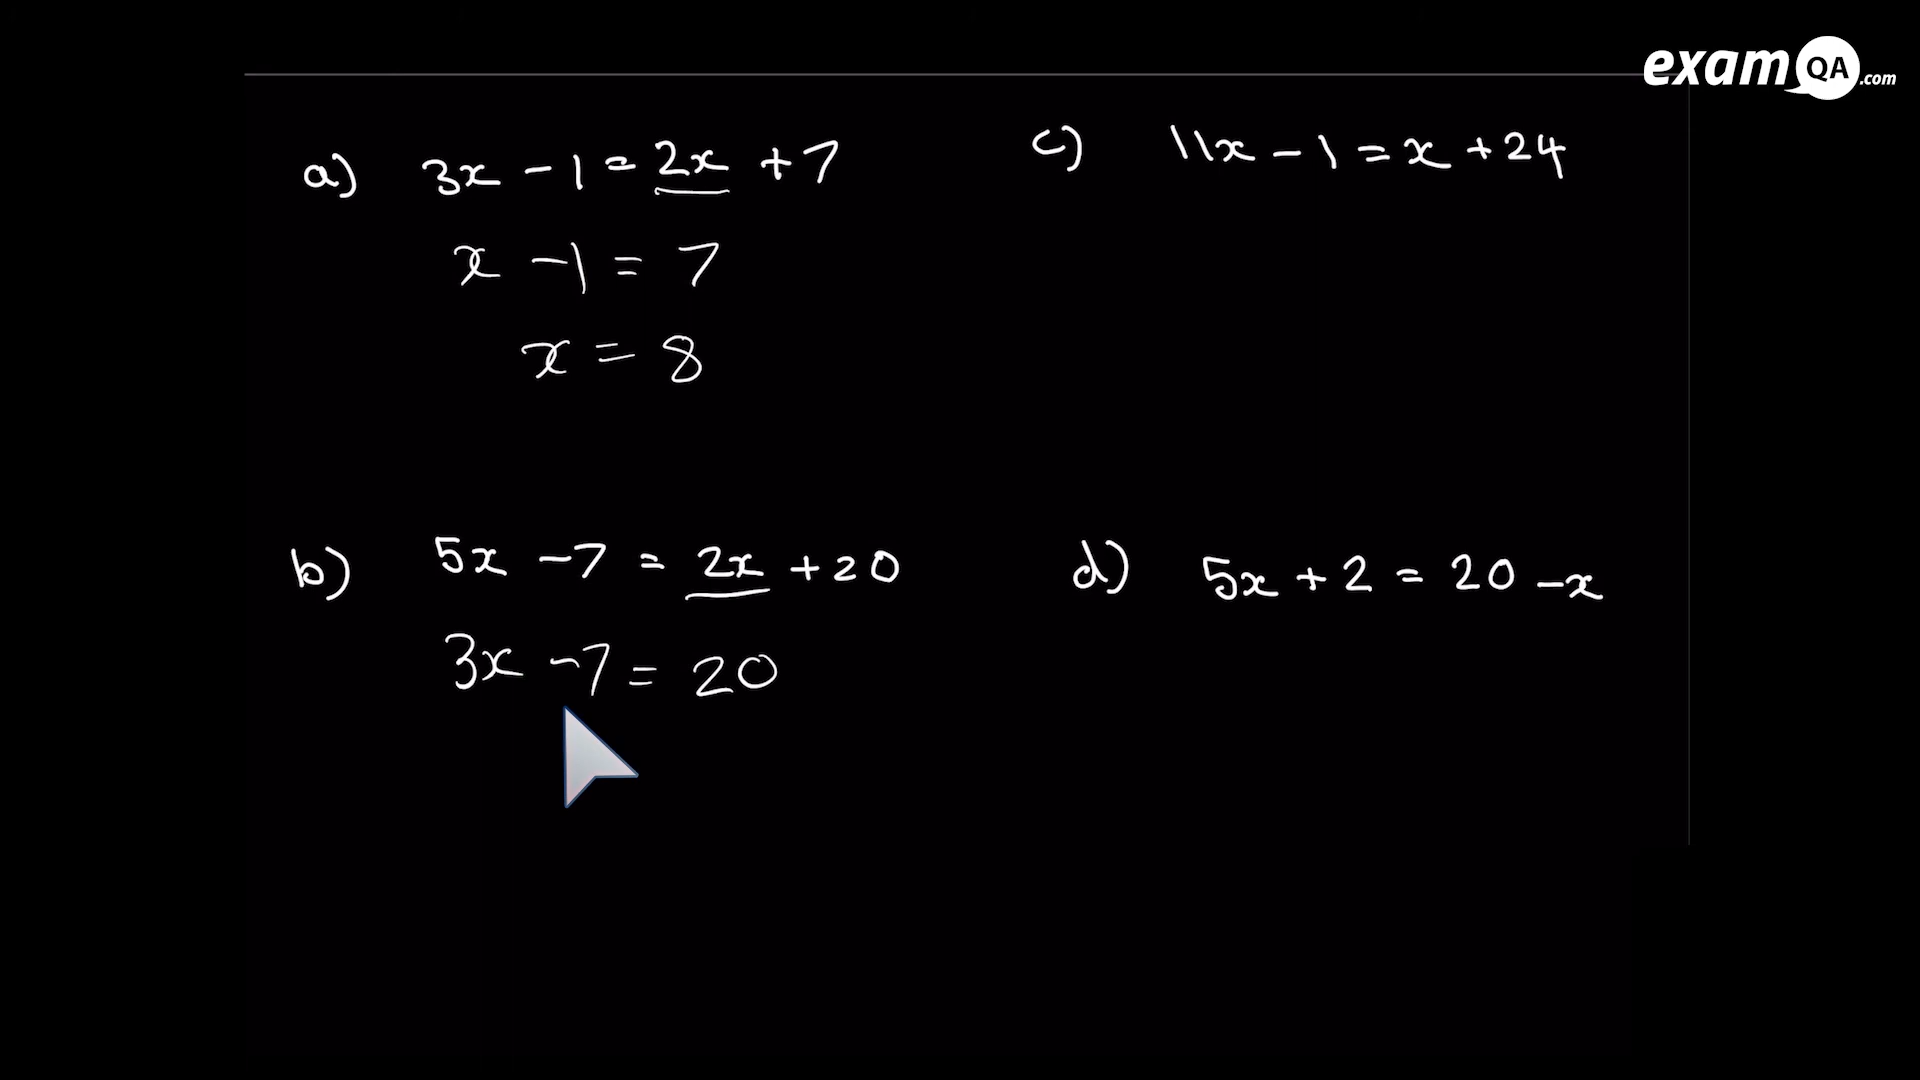 examQA.com
a) 3x - 1 = 2x + 7
x - 1 = 7
x = 8
b) 5x - 7 = 2x + 20
3x - 7 = 20
c) 11x - 1 = x + 24
d) 5x + 2 = 20 - x